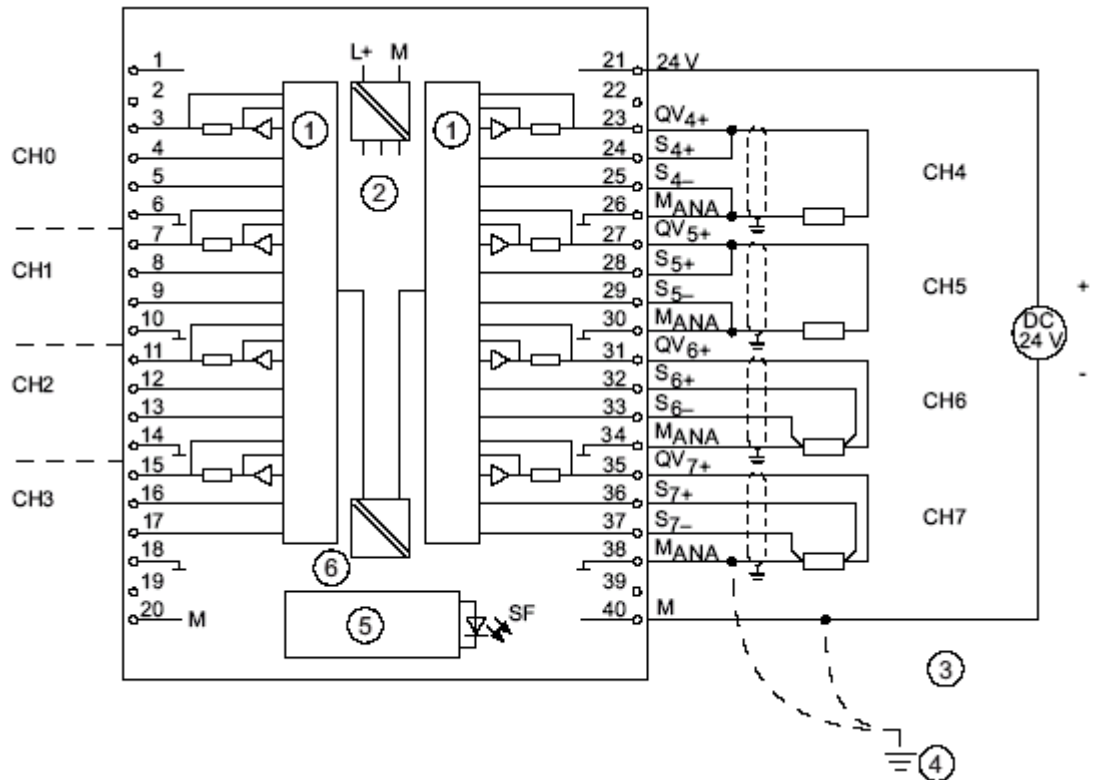 L+ M
1
2
3
4
5
6
7
8
9
10
11
12
13
14
15
16
17
18
19
20 M
CH0
CH1
CH2
CH3
1
1
2
6
5
SF
21 24 V
22
23 QV4+
24 S4+
25 S4–
26 MANA
27 QV5+
28 S5+
29 S5–
30 MANA
31 QV6+
32 S6+
33 S6–
34 MANA
35 QV7+
36 S7+
37 S7–
38 MANA
39
40 M
CH4
CH5
CH6
CH7
+
DC
24 V
-
3
4